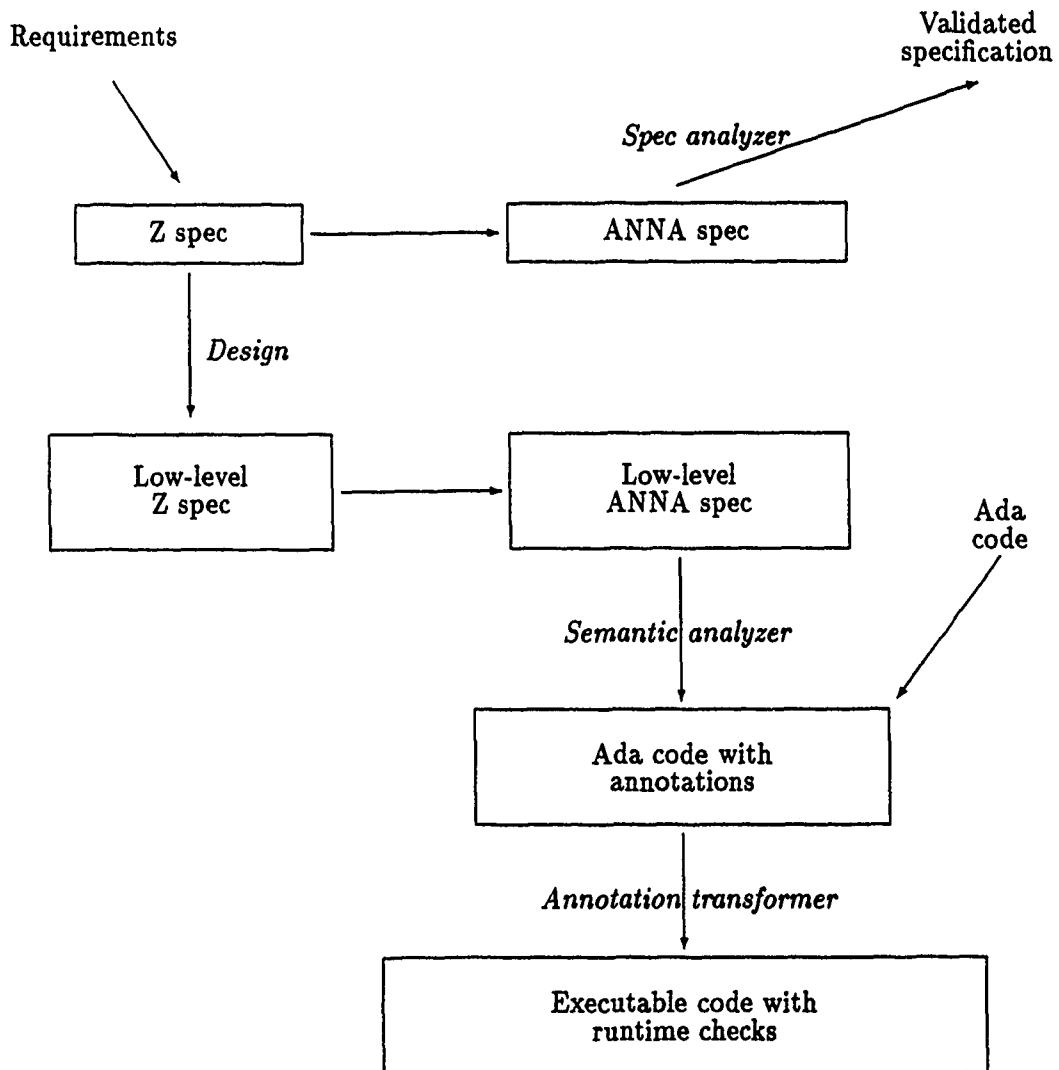 Requirements
Validated
specification
Spec analyzer
Z spec
ANNA spec
Design
Low-level
Z spec
Low-level
ANNA spec
Ada
code
Semantic analyzer
Ada code with
annotations
Annotation transformer
Executable code with
runtime checks